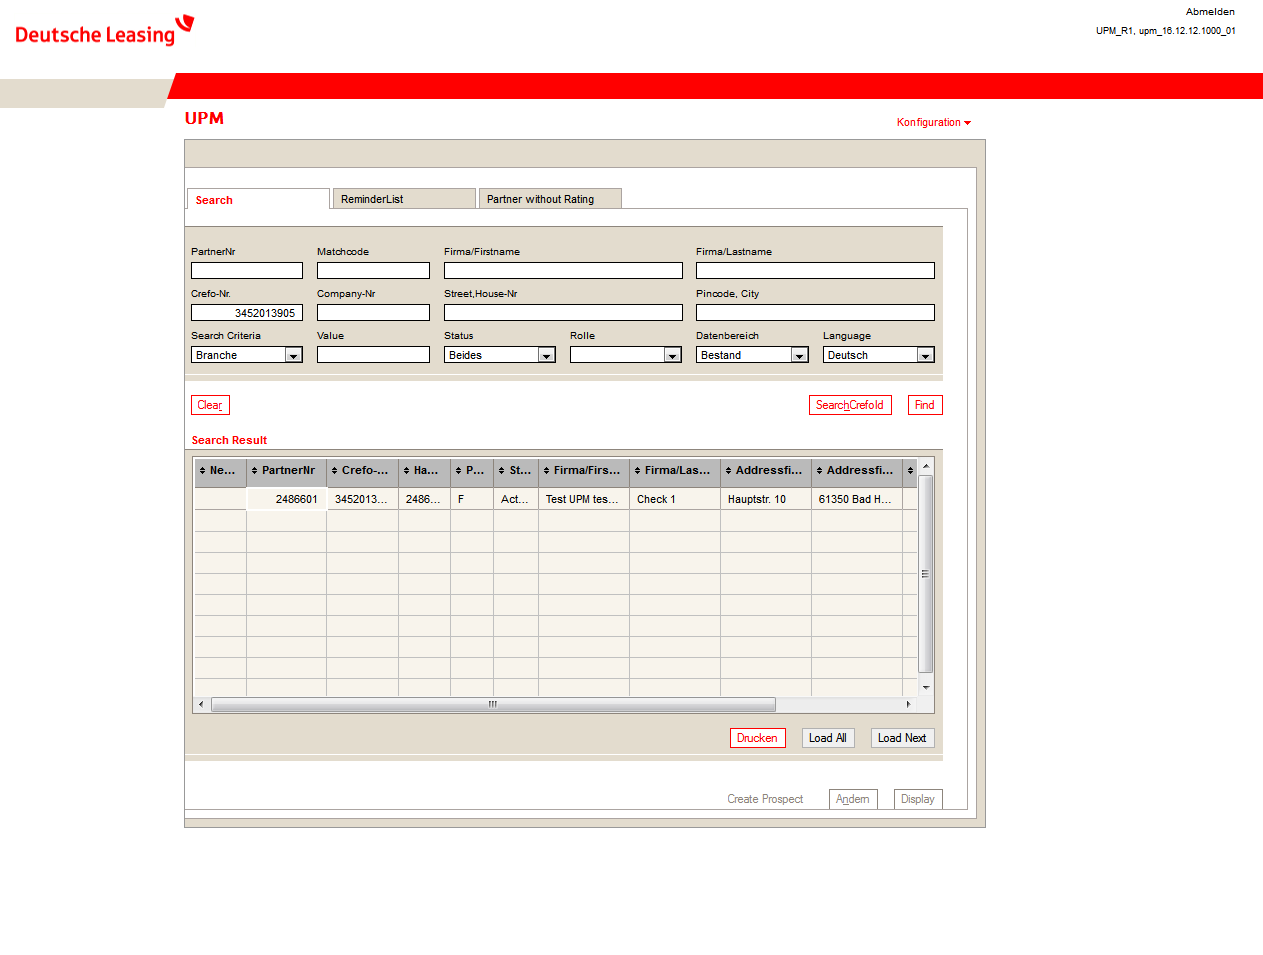 Abmelden
Deutsche Leasing
UPM_R1, upm_16.12.12.1000_01
UPM
Konfiguration
Search ReminderList Partner without Rating
PartnerNr Matchcode Firma/Firstname Firma/Lastname
Crefo-Nr. Company-Nr Street,House-Nr Pincode, City
3452013905
Search Criteria Value Status Rolle Datenbereich Language
Branche Beides Bestand Deutsch
Clear SearchCrefoId Find
Search Result
Ne... PartnerNr Crefo-... Ha... P... St... Firma/Firs... Firma/Las... Addressfi... Addressfi...
2486601 3452013... 2486... F Act... Test UPM tes... Check 1 Hauptstr. 10 61350 Bad H...
Drucken Load All Load Next
Create Prospect Ändern Display